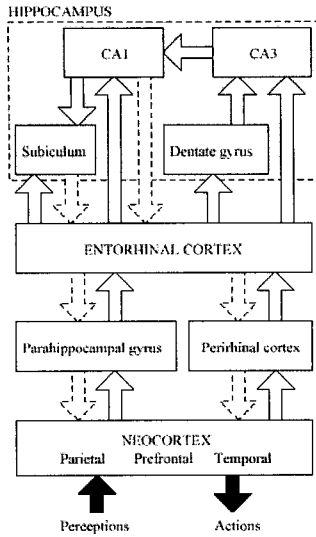 HIPPOCAMPUS
CA1 CA3
Subiculum Dentate gyrus
ENTORHINAL CORTEX
Parahippocampal gyrus Perirhinal cortex
NEOCORTEX
Parietal Prefrontal Temporal
Perceptions Actions